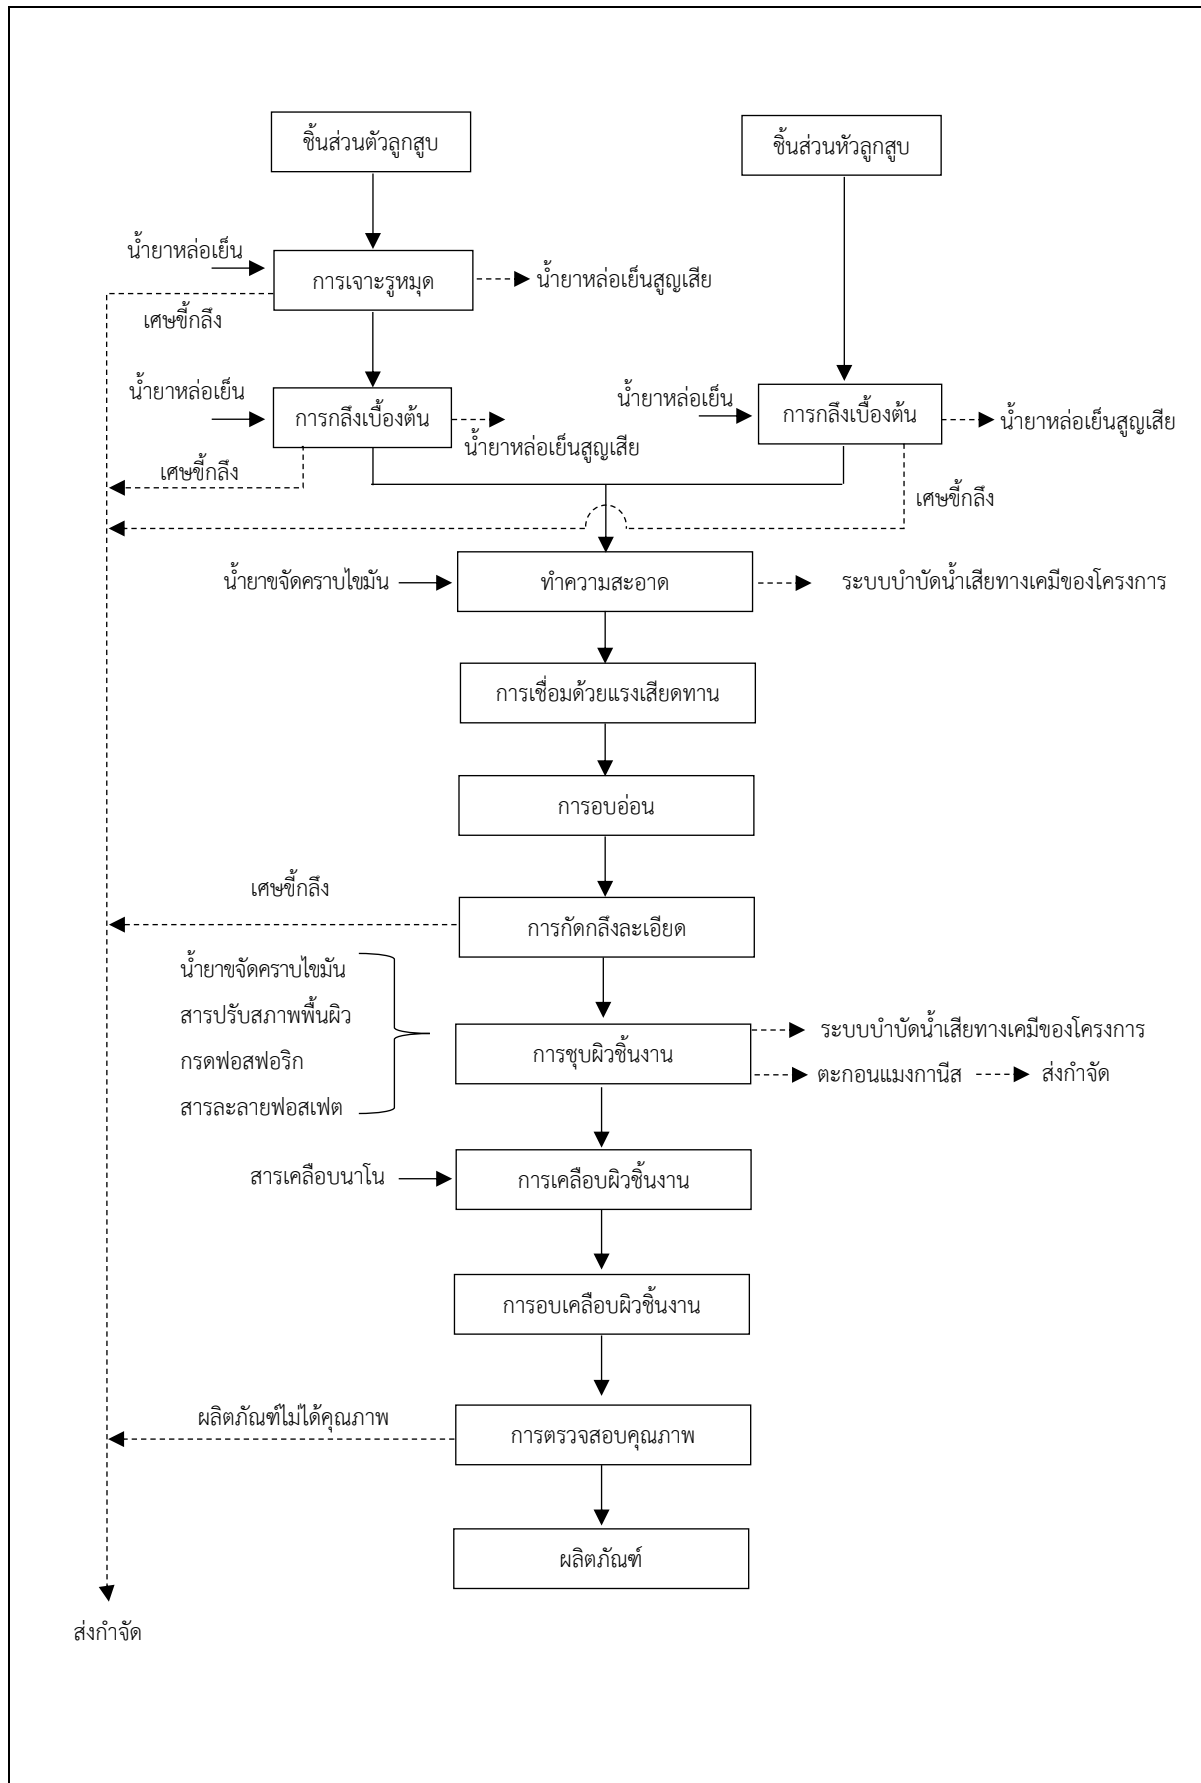 ชิ้นส่วนตัวลูกสูบ
ชิ้นส่วนหัวลูกสูบ
น้ำยาหล่อเย็น
การเจาะรูหมุด
น้ำยาหล่อเย็นสูญเสีย
เศษขี้กลึง
น้ำยาหล่อเย็น
การกลึงเบื้องต้น
น้ำยาหล่อเย็นสูญเสีย
น้ำยาหล่อเย็น
การกลึงเบื้องต้น
น้ำยาหล่อเย็นสูญเสีย
เศษขี้กลึง
เศษขี้กลึง
น้ำยาขจัดคราบไขมัน
ทำความสะอาด
ระบบบำบัดน้ำเสียทางเคมีของโครงการ
การเชื่อมด้วยแรงเสียดทาน
การอบอ่อน
เศษขี้กลึง
การกัดกลึงละเอียด
น้ำยาขจัดคราบไขมัน
สารปรับสภาพพื้นผิว
กรดฟอสฟอริก
สารละลายฟอสเฟต
การชุบผิวชิ้นงาน
ระบบบำบัดน้ำเสียทางเคมีของโครงการ
ตะกอนแมงกานีส
ส่งกำจัด
สารเคลือบนาโน
การเคลือบผิวชิ้นงาน
การอบเคลือบผิวชิ้นงาน
ผลิตภัณฑ์ไม่ได้คุณภาพ
การตรวจสอบคุณภาพ
ผลิตภัณฑ์
ส่งกำจัด